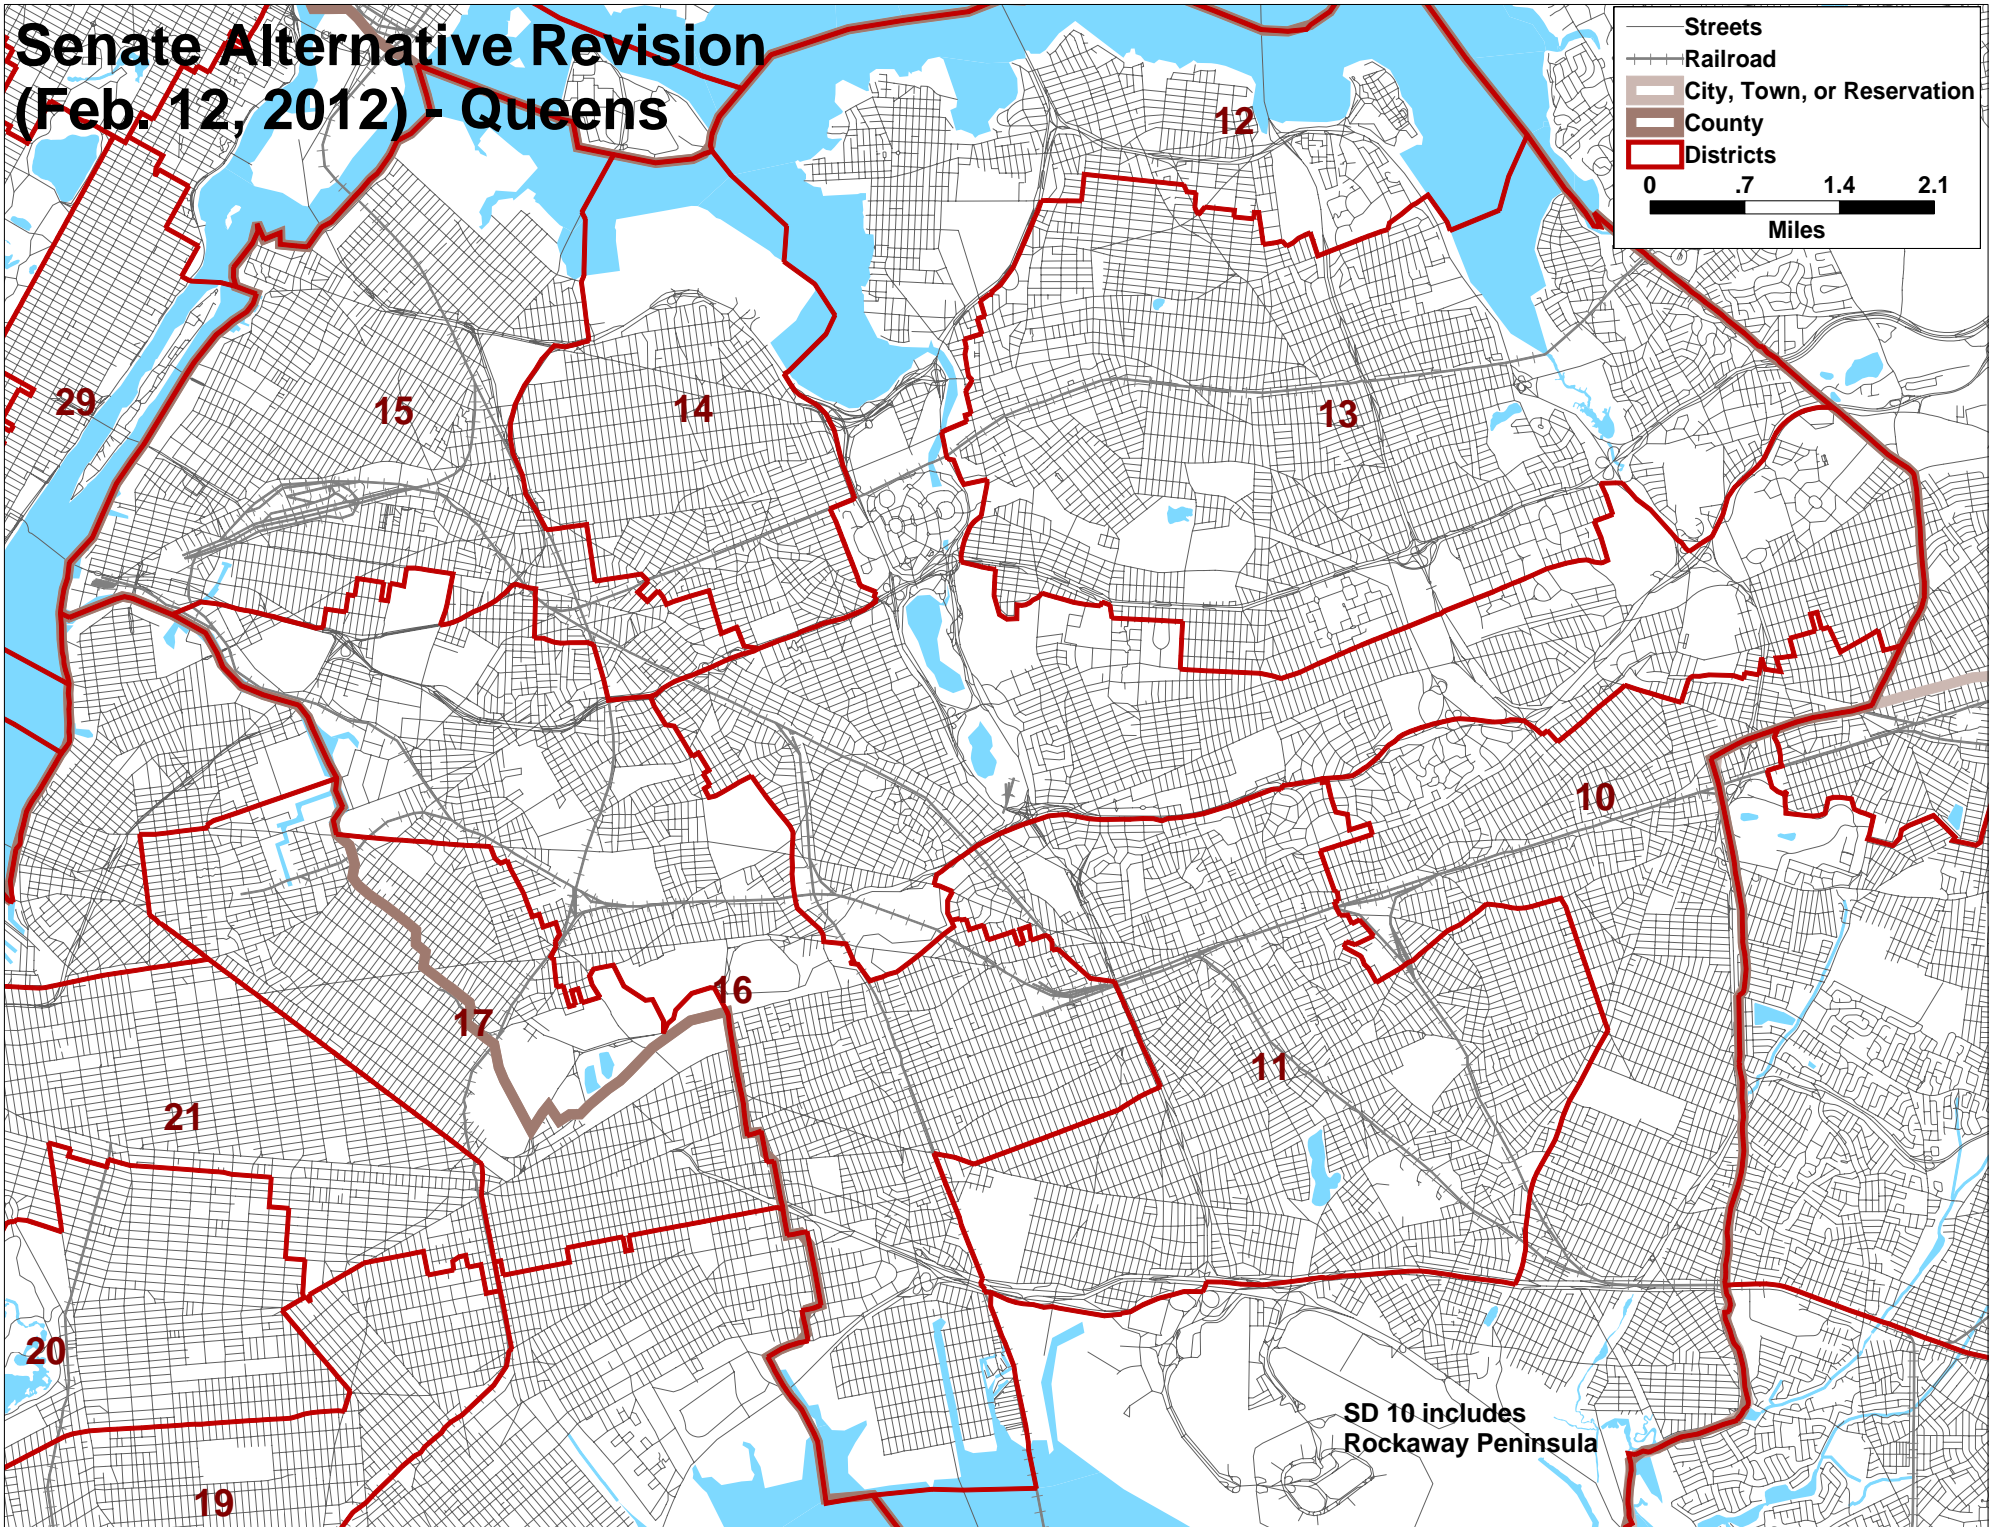 Senate Alternative Revision
(Feb. 12, 2012) - Queens
Streets
Railroad
City, Town, or Reservation
County
Districts
0 .7 1.4 2.1
Miles
12
29
15
14
13
10
16
17
11
21
20
19
SD 10 includes
Rockaway Peninsula